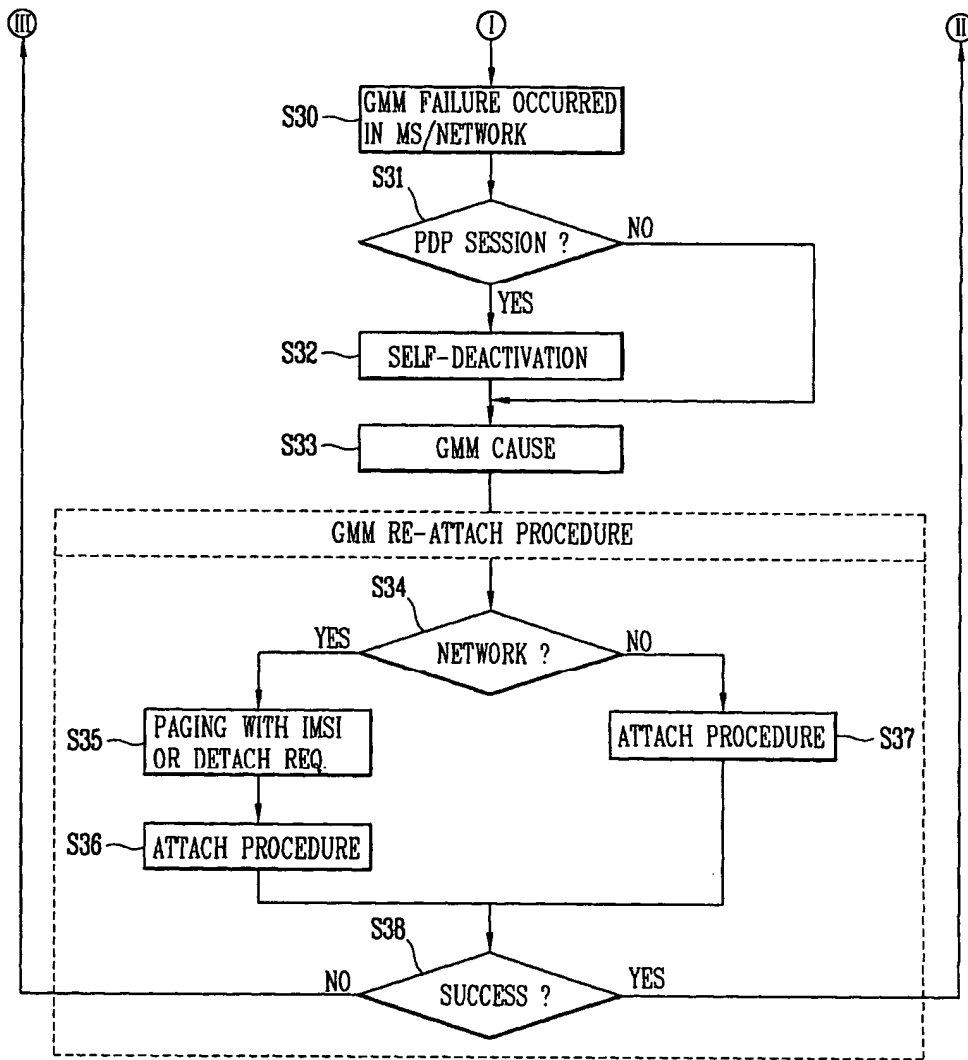 III
I
II
S30
GMM FAILURE OCCURRED
IN MS/NETWORK
S31
PDP SESSION ?
NO
YES
S32
SELF-DEACTIVATION
S33
GMM CAUSE
GMM RE-ATTACH PROCEDURE
S34
YES
NETWORK ?
NO
S35
PAGING WITH IMSI
OR DETACH REQ.
ATTACH PROCEDURE
S37
S36
ATTACH PROCEDURE
S38
NO
SUCCESS ?
YES